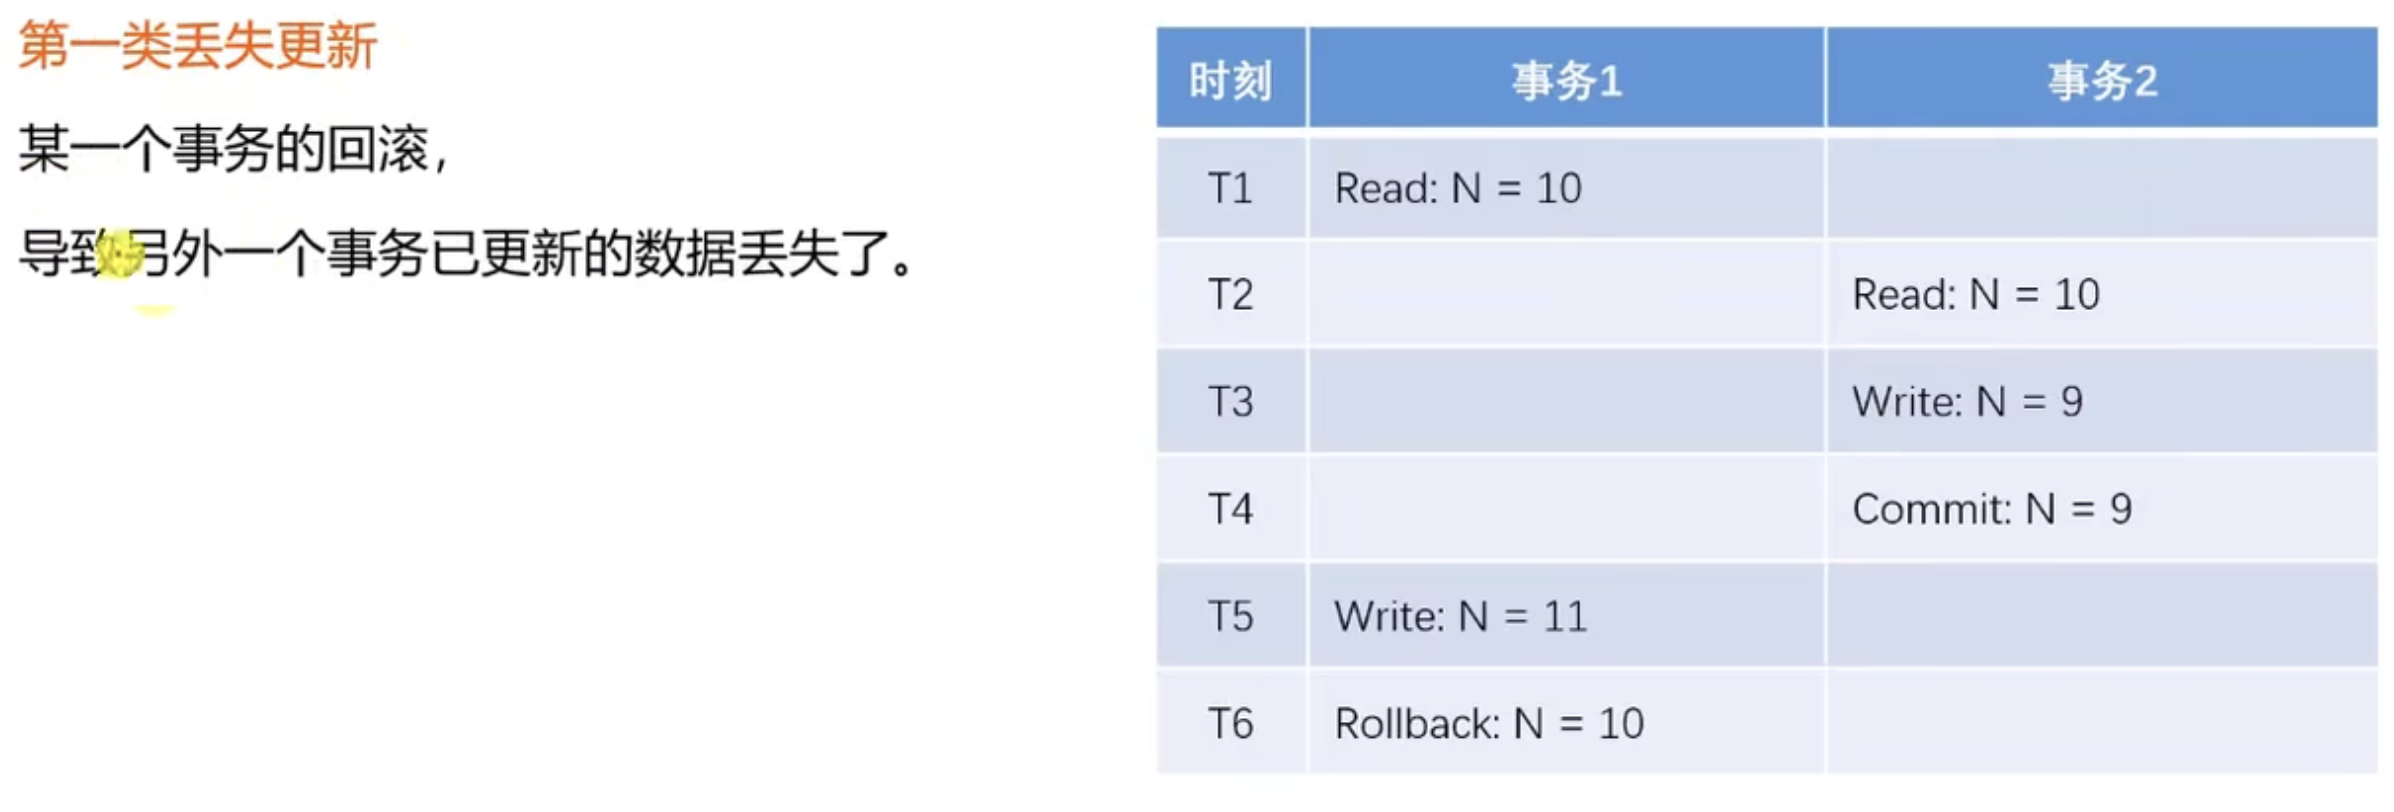 第一类丢失更新
某一个事务的回滚，
导致另外一个事务已更新的数据丢失了。
时刻 事务1 事务2
T1 Read: N = 10
T2 Read: N = 10
T3 Write: N = 9
T4 Commit: N = 9
T5 Write: N = 11
T6 Rollback: N = 10